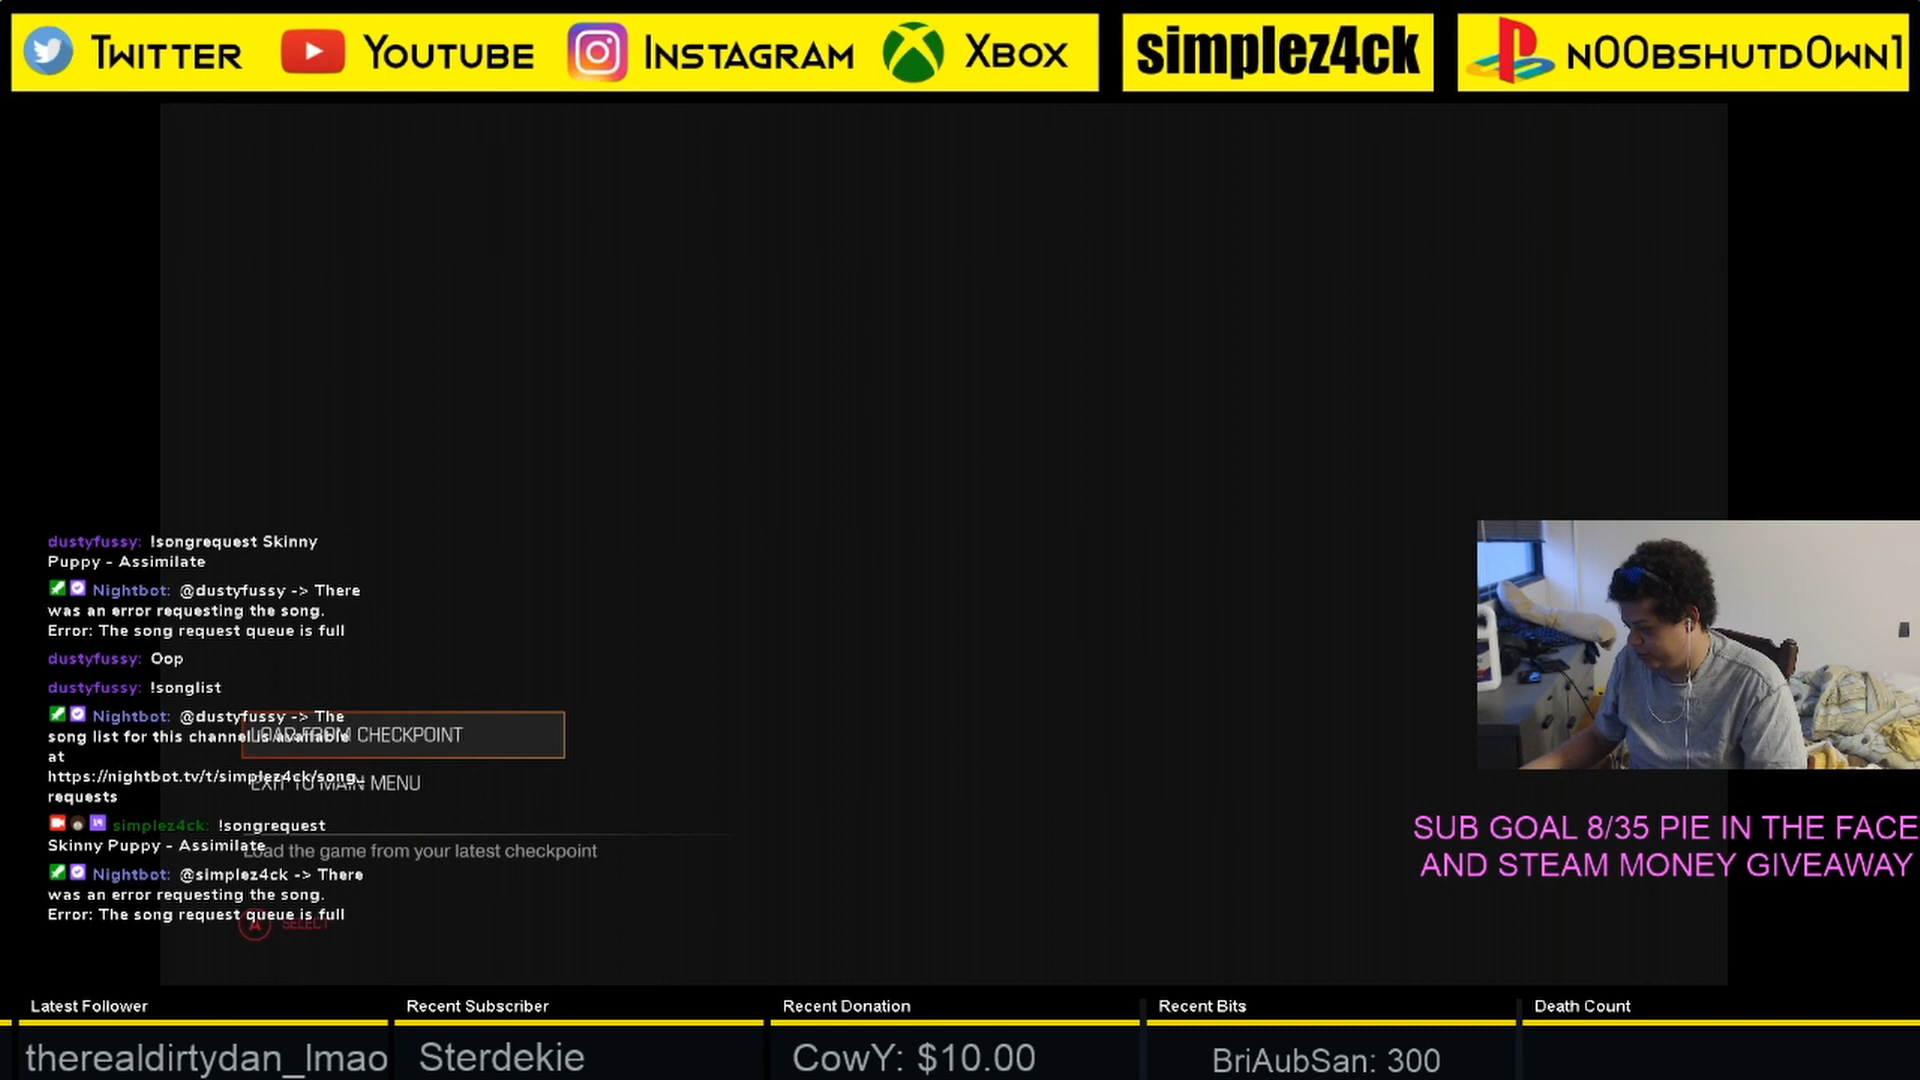 TWITTER YOUTUBE INSTAGRAM XBOX simplez4ck n00bshutd0wn1
dustyfussy: !songrequest Skinny
Puppy - Assimilate
Nightbot: @dustyfussy -> There
was an error requesting the song.
Error: The song request queue is full
dustyfussy: Oop
dustyfussy: !songlist
Nightbot: @dustyfussy -> The
song list for this channel is available
at
https://nightbot.tv/t/simplez4ck/song_
requests
simplez4ck: !songrequest
Skinny Puppy - Assimilate
Nightbot: @simplez4ck -> There
was an error requesting the song.
Error: The song request queue is full
LOAD FROM CHECKPOINT
EXIT TO MAIN MENU
Load the game from your latest checkpoint
A SELECT
SUB GOAL 8/35 PIE IN THE FACE
AND STEAM MONEY GIVEAWAY
Latest Follower
therealdirtydan_lmao
Recent Subscriber
Sterdekie
Recent Donation
CowY: $10.00
Recent Bits
BriAubSan: 300
Death Count